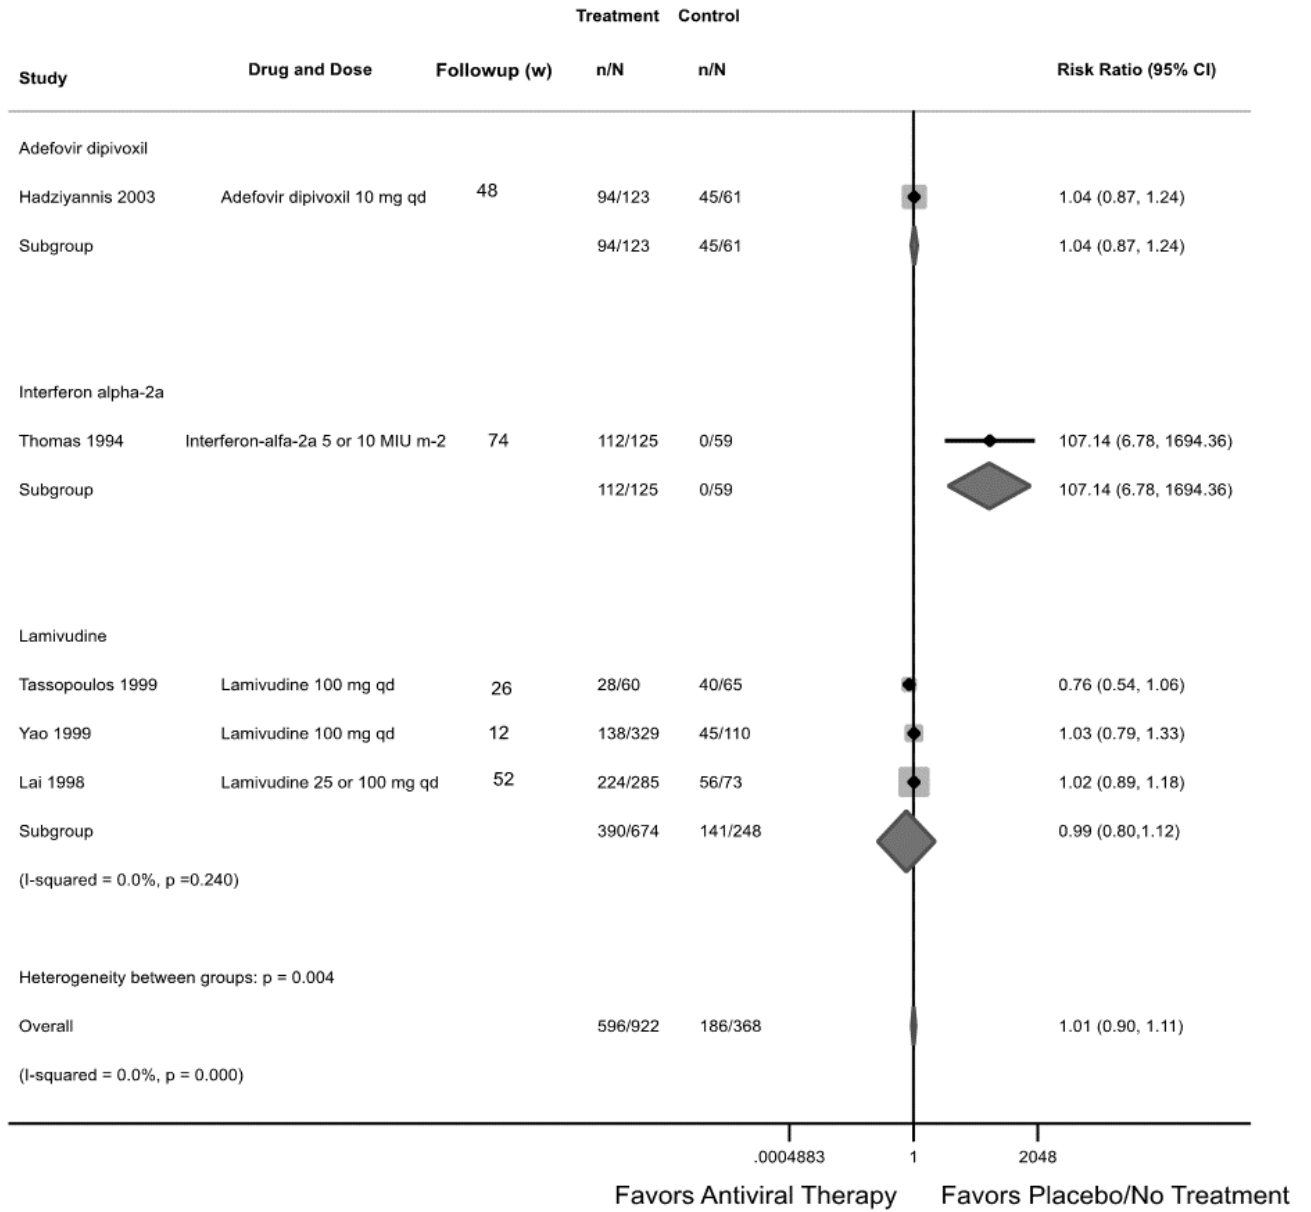 Treatment Control
Study Drug and Dose Followup (w) n/N n/N Risk Ratio (95% CI)
Adefovir dipivoxil
Hadziyannis 2003 Adefovir dipivoxil 10 mg qd 48 94/123 45/61 1.04 (0.87, 1.24)
Subgroup 94/123 45/61 1.04 (0.87, 1.24)
Interferon alpha-2a
Thomas 1994 Interferon-alfa-2a 5 or 10 MIU m-2 74 112/125 0/59 107.14 (6.78, 1694.36)
Subgroup 112/125 0/59 107.14 (6.78, 1694.36)
Lamivudine
Tassopoulos 1999 Lamivudine 100 mg qd 26 28/60 40/65 0.76 (0.54, 1.06)
Yao 1999 Lamivudine 100 mg qd 12 138/329 45/110 1.03 (0.79, 1.33)
Lai 1998 Lamivudine 25 or 100 mg qd 52 224/285 56/73 1.02 (0.89, 1.18)
Subgroup 390/674 141/248 0.99 (0.80,1.12)
(I-squared = 0.0%, p =0.240)
Heterogeneity between groups: p = 0.004
Overall 596/922 186/368 1.01 (0.90, 1.11)
(I-squared = 0.0%, p = 0.000)
.0004883 1 2048
Favors Antiviral Therapy Favors Placebo/No Treatment